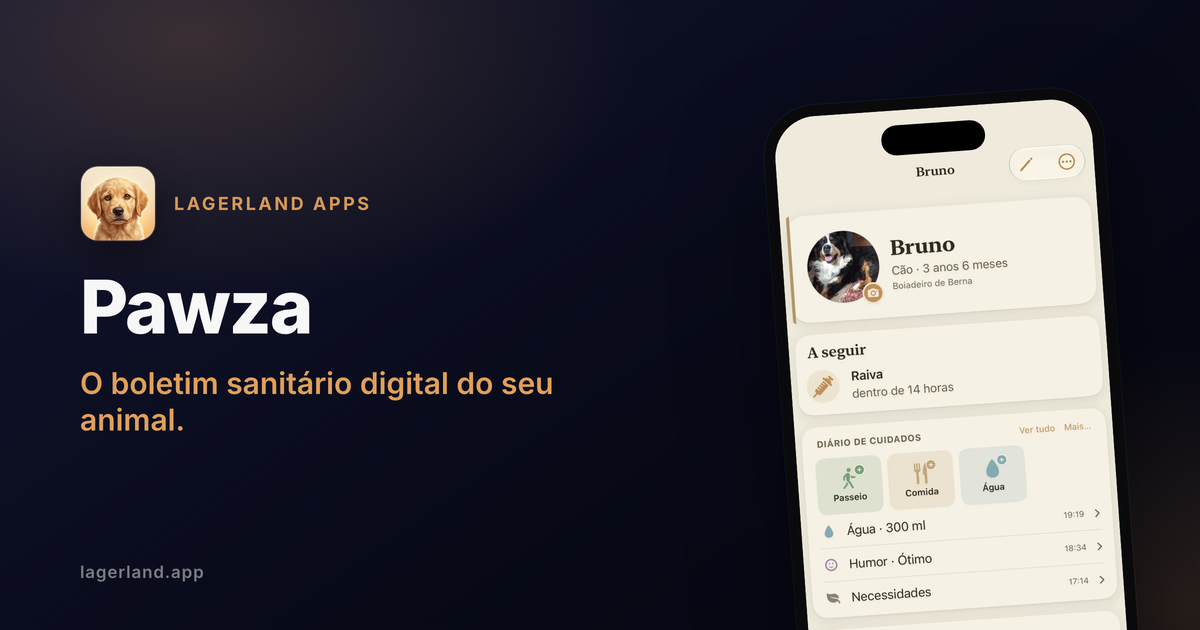 LAGERLAND APPS
Pawza
O boletim sanitário digital do seu
animal.
lagerland.app
Bruno
Bruno
Cão · 3 anos 6 meses
Boiadeiro de Berna
A seguir
Raiva
dentro de 14 horas
DIÁRIO DE CUIDADOS
Ver tudo Mais...
Passeio Comida Água
Água · 300 ml 19:19
Humor · Ótimo 18:34
Necessidades 17:14